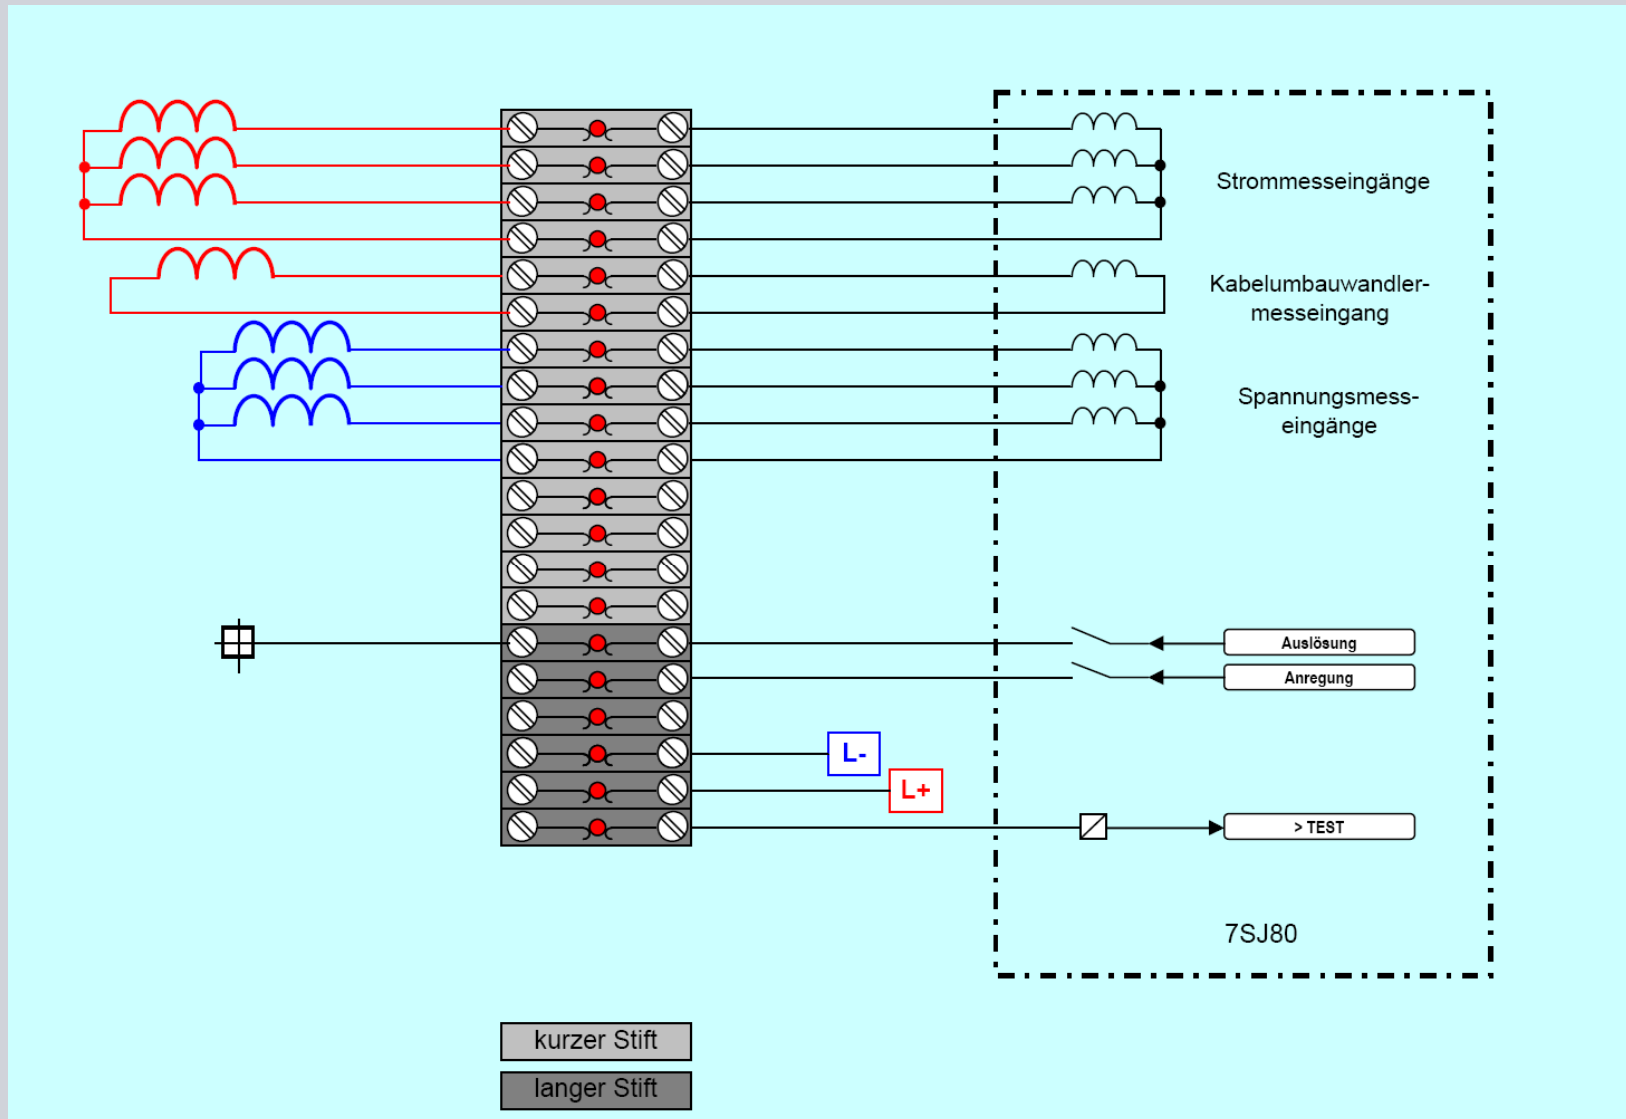 Strommesseingänge
Kabelumbauwandler-
messeingang
Spannungsmess-
eingänge
Auslösung
Anregung
L-
L+
> TEST
7SJ80
kurzer Stift
langer Stift